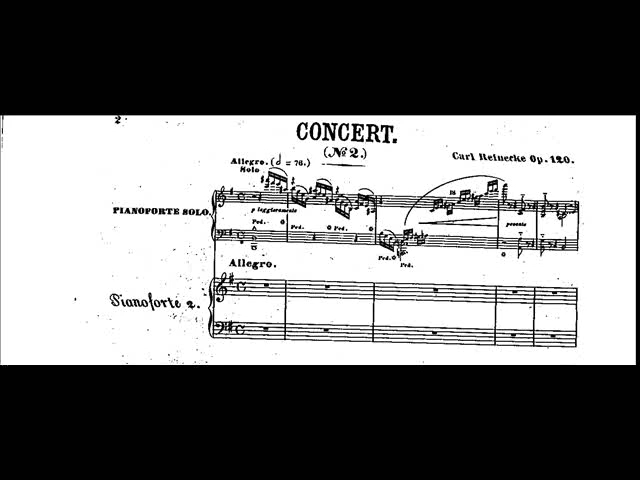 2
CONCERT.
(№ 2.)
Carl Reinecke Op. 120.
Allegro. ( = 76.)
Solo
PIANOFORTE SOLO.
p leggieramente
Ped. Ped. Ped. Ped. Ped.
8
pesante
Allegro.
Pianoforte 2.